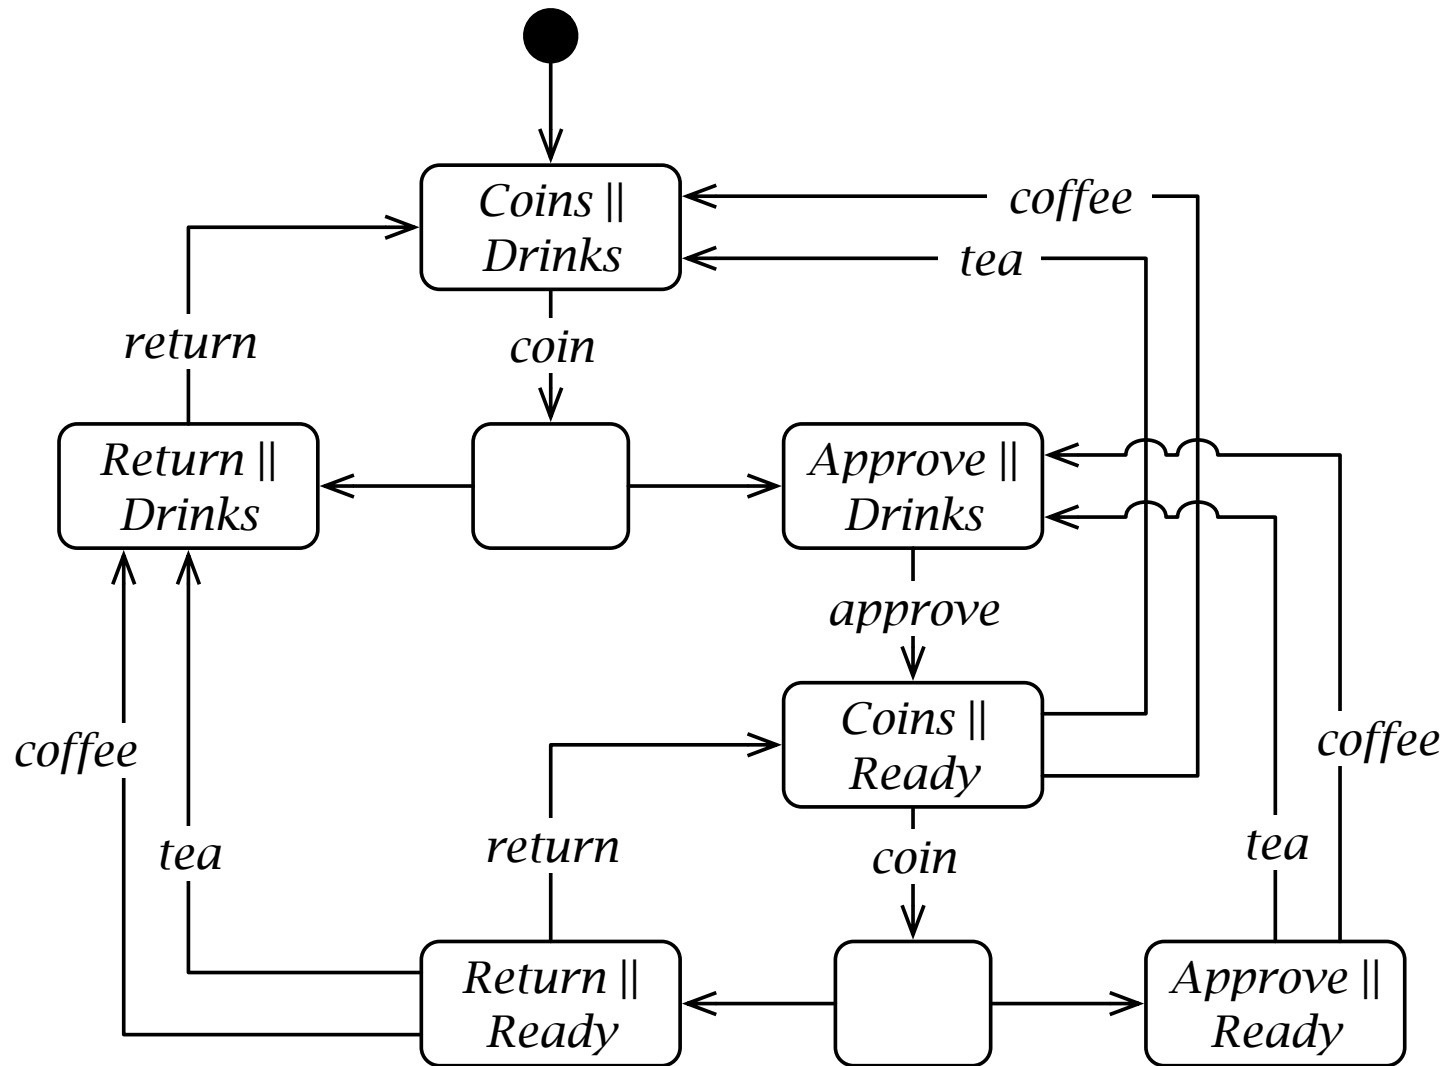 Coins ||
Drinks
coffee
tea
return
coin
Return ||
Drinks
Approve ||
Drinks
approve
Coins ||
Ready
coffee
tea
return
coin
tea
coffee
Return ||
Ready
Approve ||
Ready